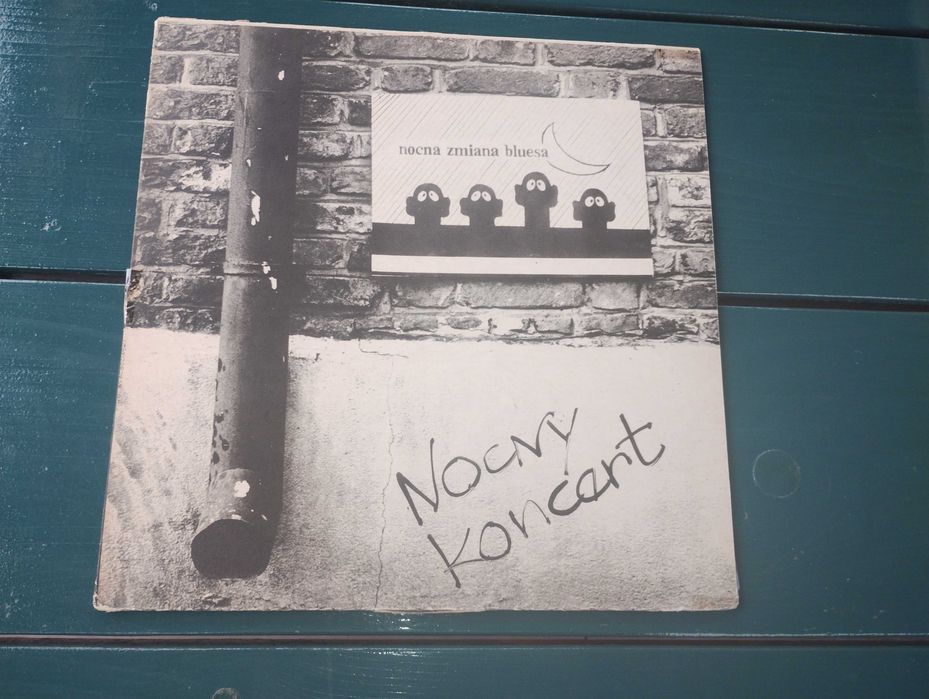 nocna zmiana bluesa
Nocny
koncert